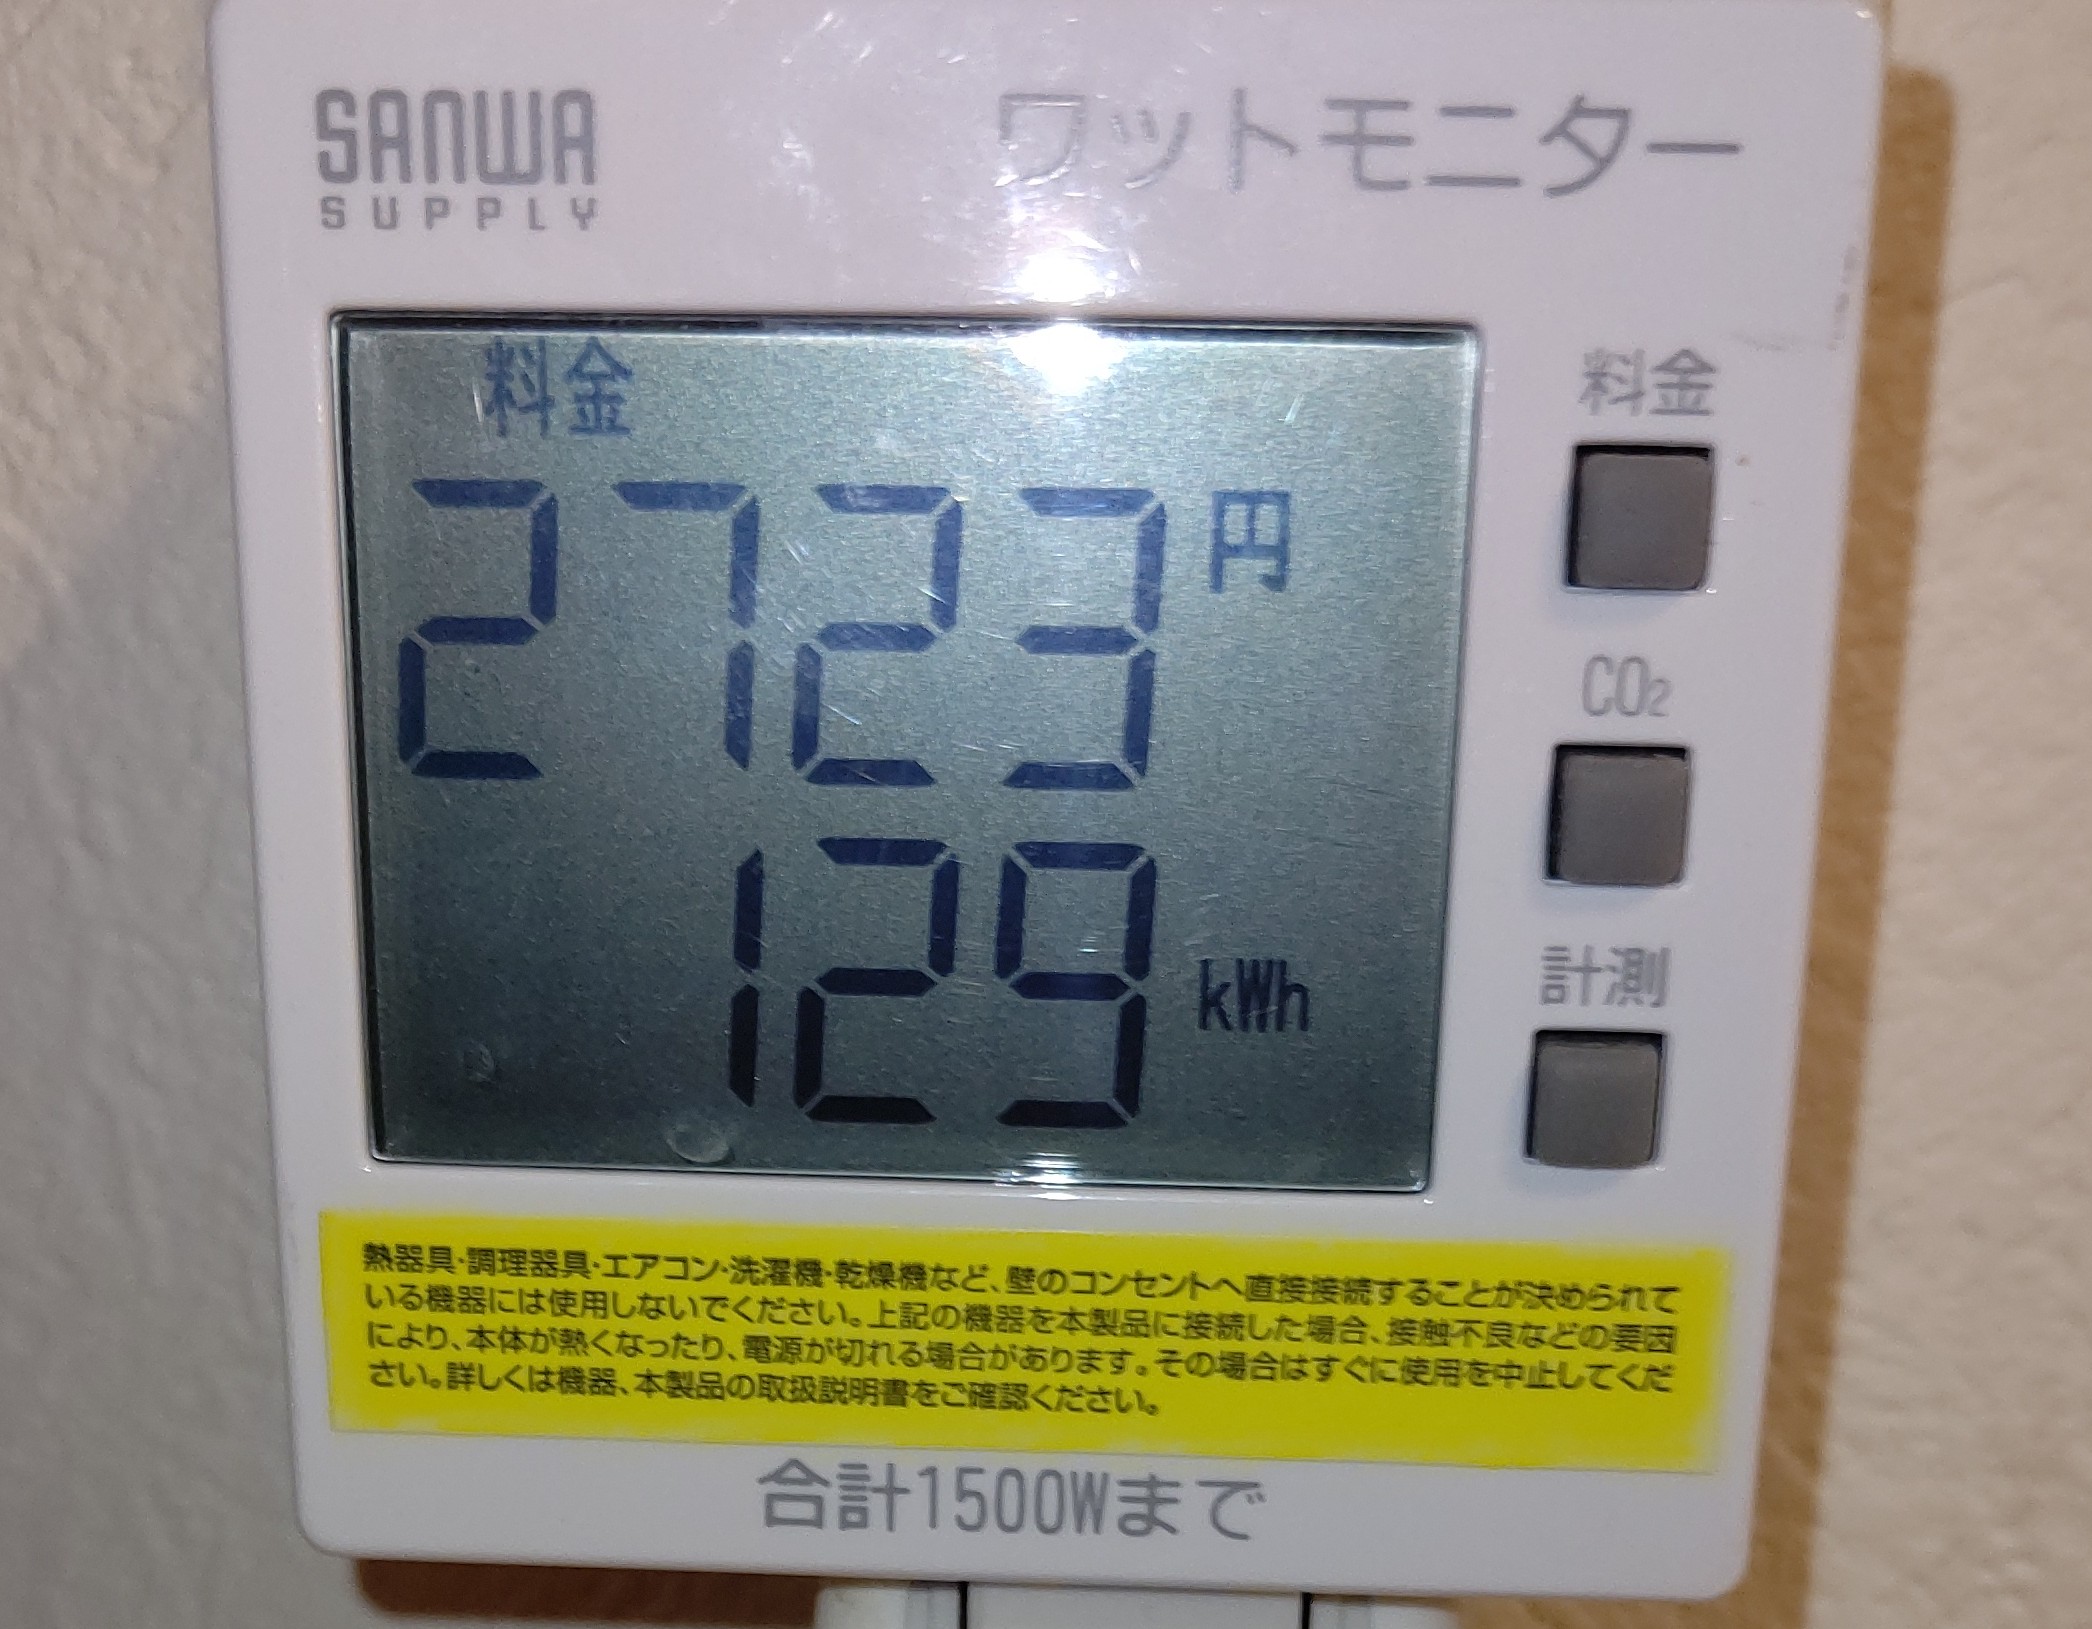 SANWA
SUPPLY
ワットモニター
料金
2723円
129kWh
料金
CO₂
計測
熱器具・調理器具・エアコン・洗濯機・乾燥機など、壁のコンセントへ直接接続することが決められて
いる機器には使用しないでください。上記の機器を本製品に接続した場合、接触不良などの要因
により、本体が熱くなったり、電源が切れる場合があります。その場合はすぐに使用を中止してくだ
さい。詳しくは機器、本製品の取扱説明書をご確認ください。
合計1500Wまで